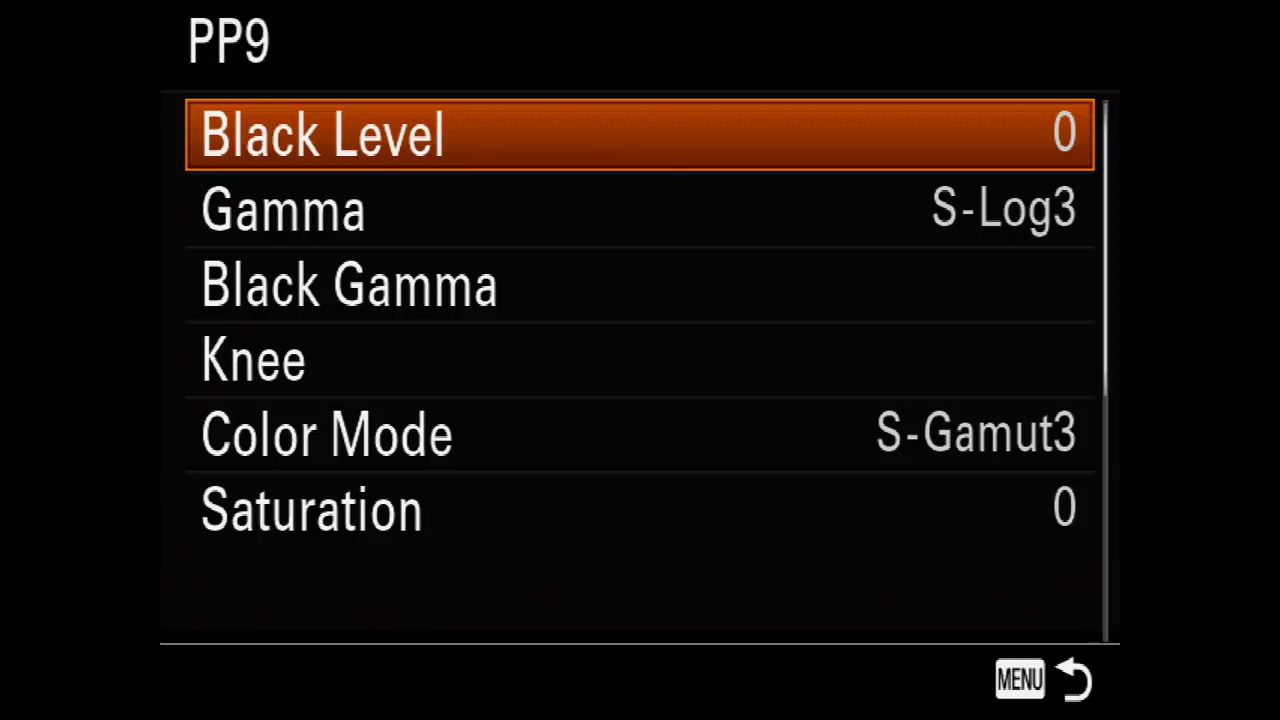 PP9
Black Level 0
Gamma S-Log3
Black Gamma
Knee
Color Mode S-Gamut3
Saturation 0
MENU